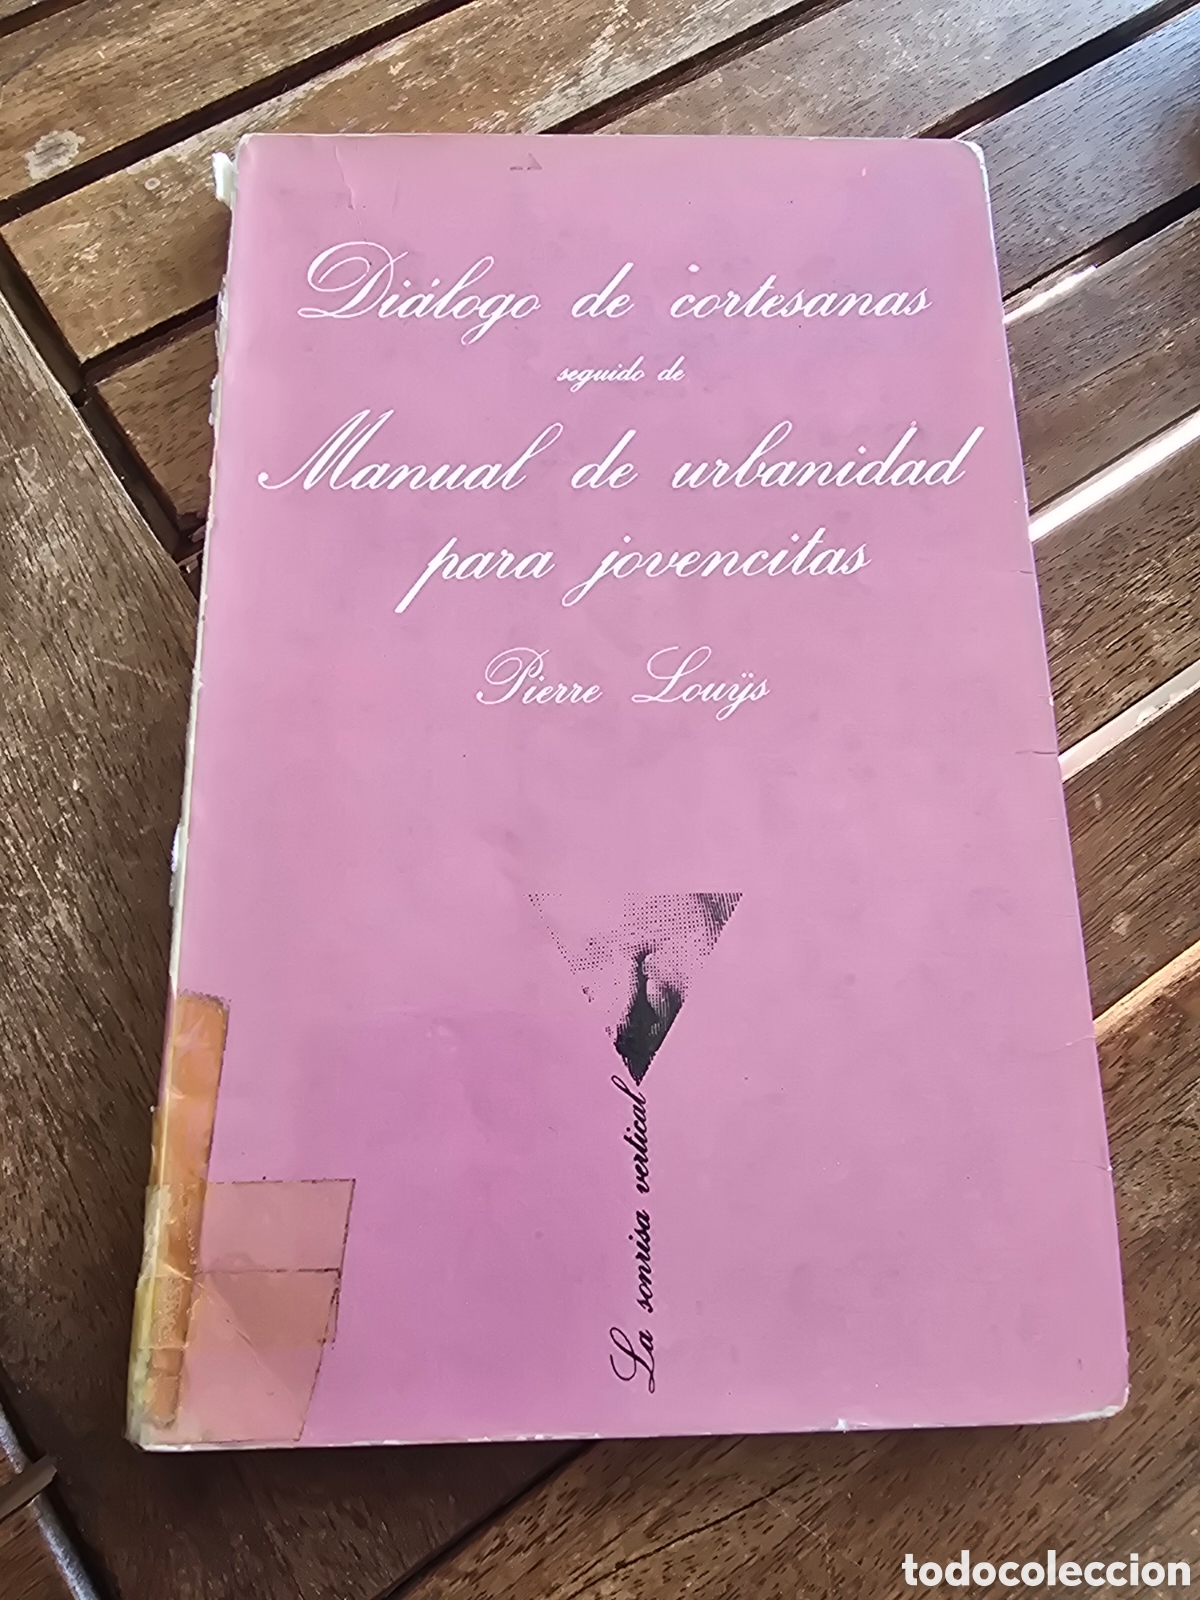 Diálogo de cortesanas
seguido de
Manual de urbanidad
para jovencitas
Pierre Louÿs
La sonrisa vertical
todocoleccion